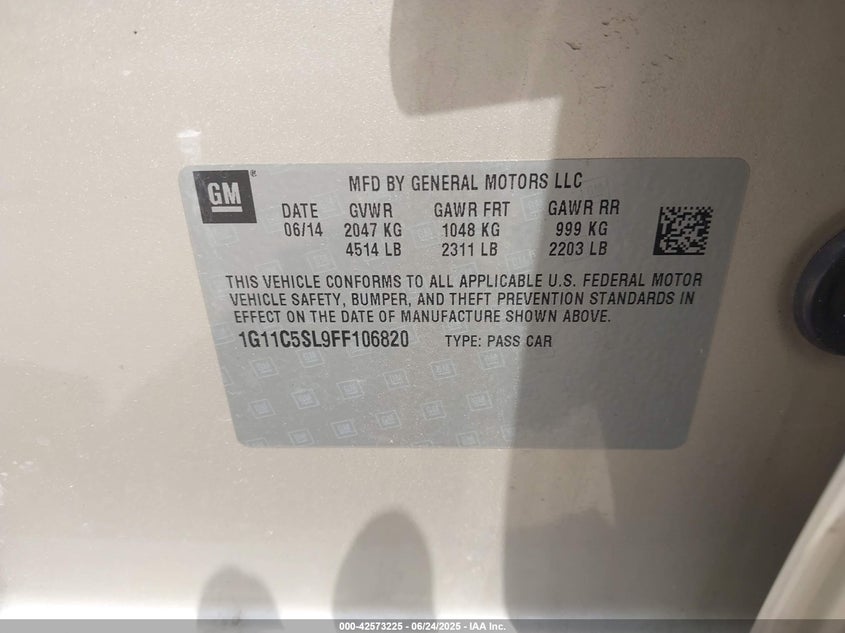 GM ®
MFD BY GENERAL MOTORS LLC
DATE GVWR GAWR FRT GAWR RR
06/14 2047 KG 1048 KG 999 KG
4514 LB 2311 LB 2203 LB
THIS VEHICLE CONFORMS TO ALL APPLICABLE U.S. FEDERAL MOTOR
VEHICLE SAFETY, BUMPER, AND THEFT PREVENTION STANDARDS IN
EFFECT ON THE DATE OF MANUFACTURE SHOWN ABOVE.
1G11C5SL9FF106820 TYPE: PASS CAR
000-42573225 - 06/24/2025 - IAA Inc.